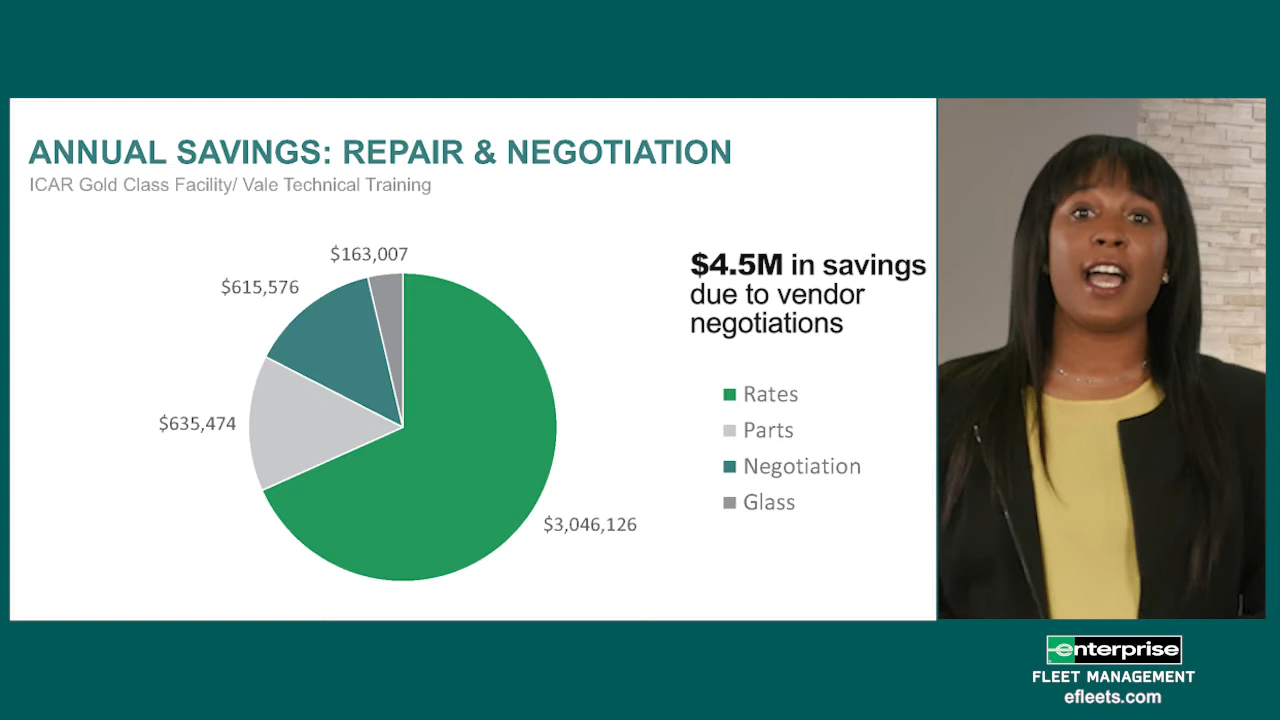 ANNUAL SAVINGS: REPAIR & NEGOTIATION
ICAR Gold Class Facility/ Vale Technical Training
$163,007
$615,576
$635,474
$3,046,126
$4.5M in savings
due to vendor
negotiations
Rates
Parts
Negotiation
Glass
enterprise
FLEET MANAGEMENT
efleets.com